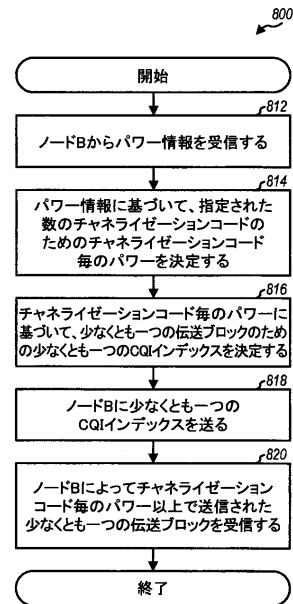 800
開始
812
ノードBからパワー情報を受信する
814
パワー情報に基づいて、指定された
数のチャネライゼーションコードの
ためのチャネライゼーションコード
毎のパワーを決定する
816
チャネライゼーションコード毎のパワーに
基づいて、少なくとも一つの伝送ブロックのため
の少なくとも一つのCQIインデックスを決定する
818
ノードBに少なくとも一つの
CQIインデックスを送る
820
ノードBによってチャネライゼーション
コード毎のパワー以上で送信された
少なくとも一つの伝送ブロックを受信する
終了